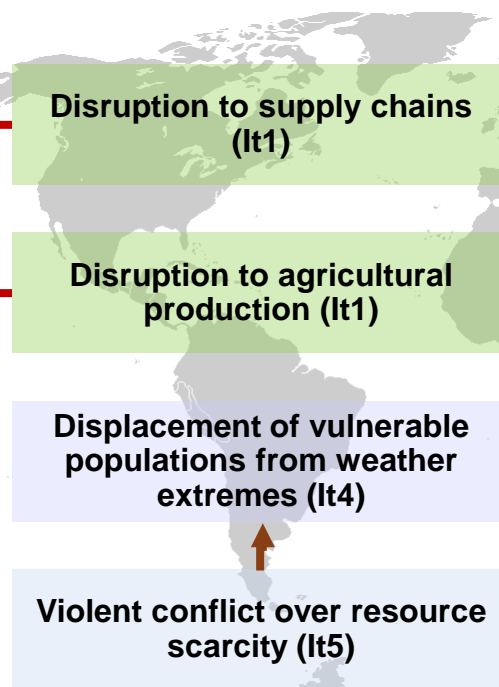 Disruption to supply chains
(It1)
Disruption to agricultural
production (It1)
Displacement of vulnerable
populations from weather
extremes (It4)
Violent conflict over resource
scarcity (It5)